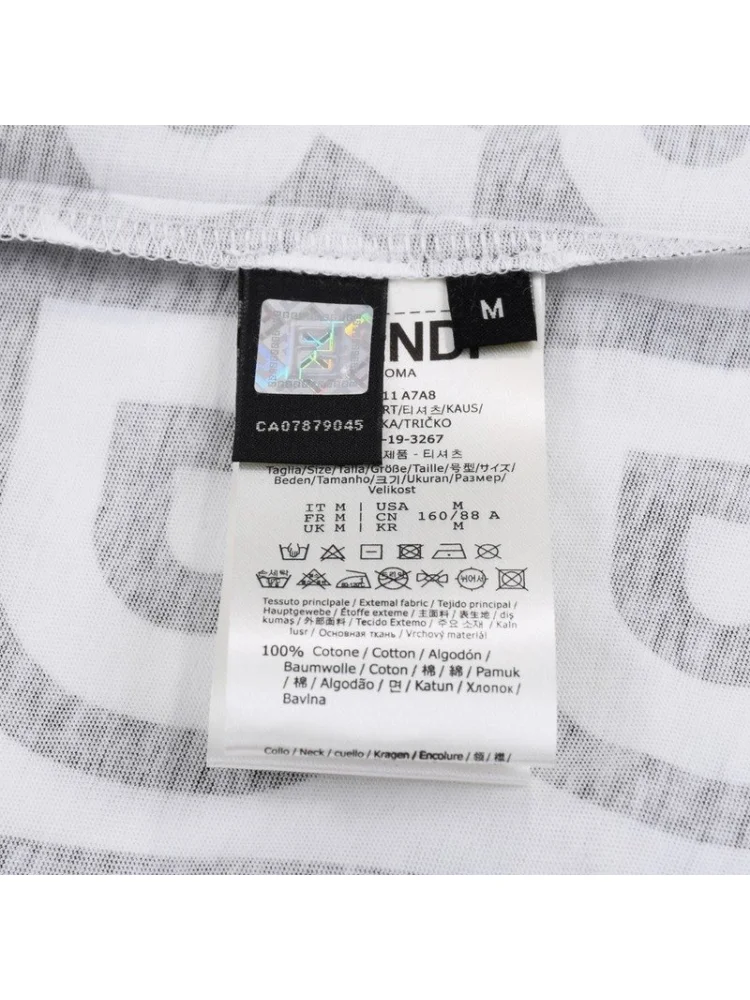 M
NDI
OMA
CA07879045
11 A7A8
RT/티셔츠/KAUS/
KA/TRIČKO
-19-3267
제품 - 티셔츠
Taglia/Size/Talla/Größe/Taille/号型/サイズ/
Beden/Tamanho/크기/Ukuran/Размер/
Velikost
IT M | USA M
FR M | CN 160/88 A
UK M | KR M
손세탁
Tessuto principale / External fabric / Tejido principal /
Hauptgewebe / Étoffe externe / 主面料 / 表生地 / diş
kumaş / 外部面料 / Tecido Externo / 주요 소재 / Kain
luar / Основная ткань / Vrchový materiál
100% Cotone / Cotton / Algodón /
Baumwolle / Coton / 棉 / 綿 / Pamuk
/ 棉 / Algodão / 면 / Katun / Хлопок /
Bavlna
Collo / Neck / cuello / Kragen / Encolure / 领 / 襟 /